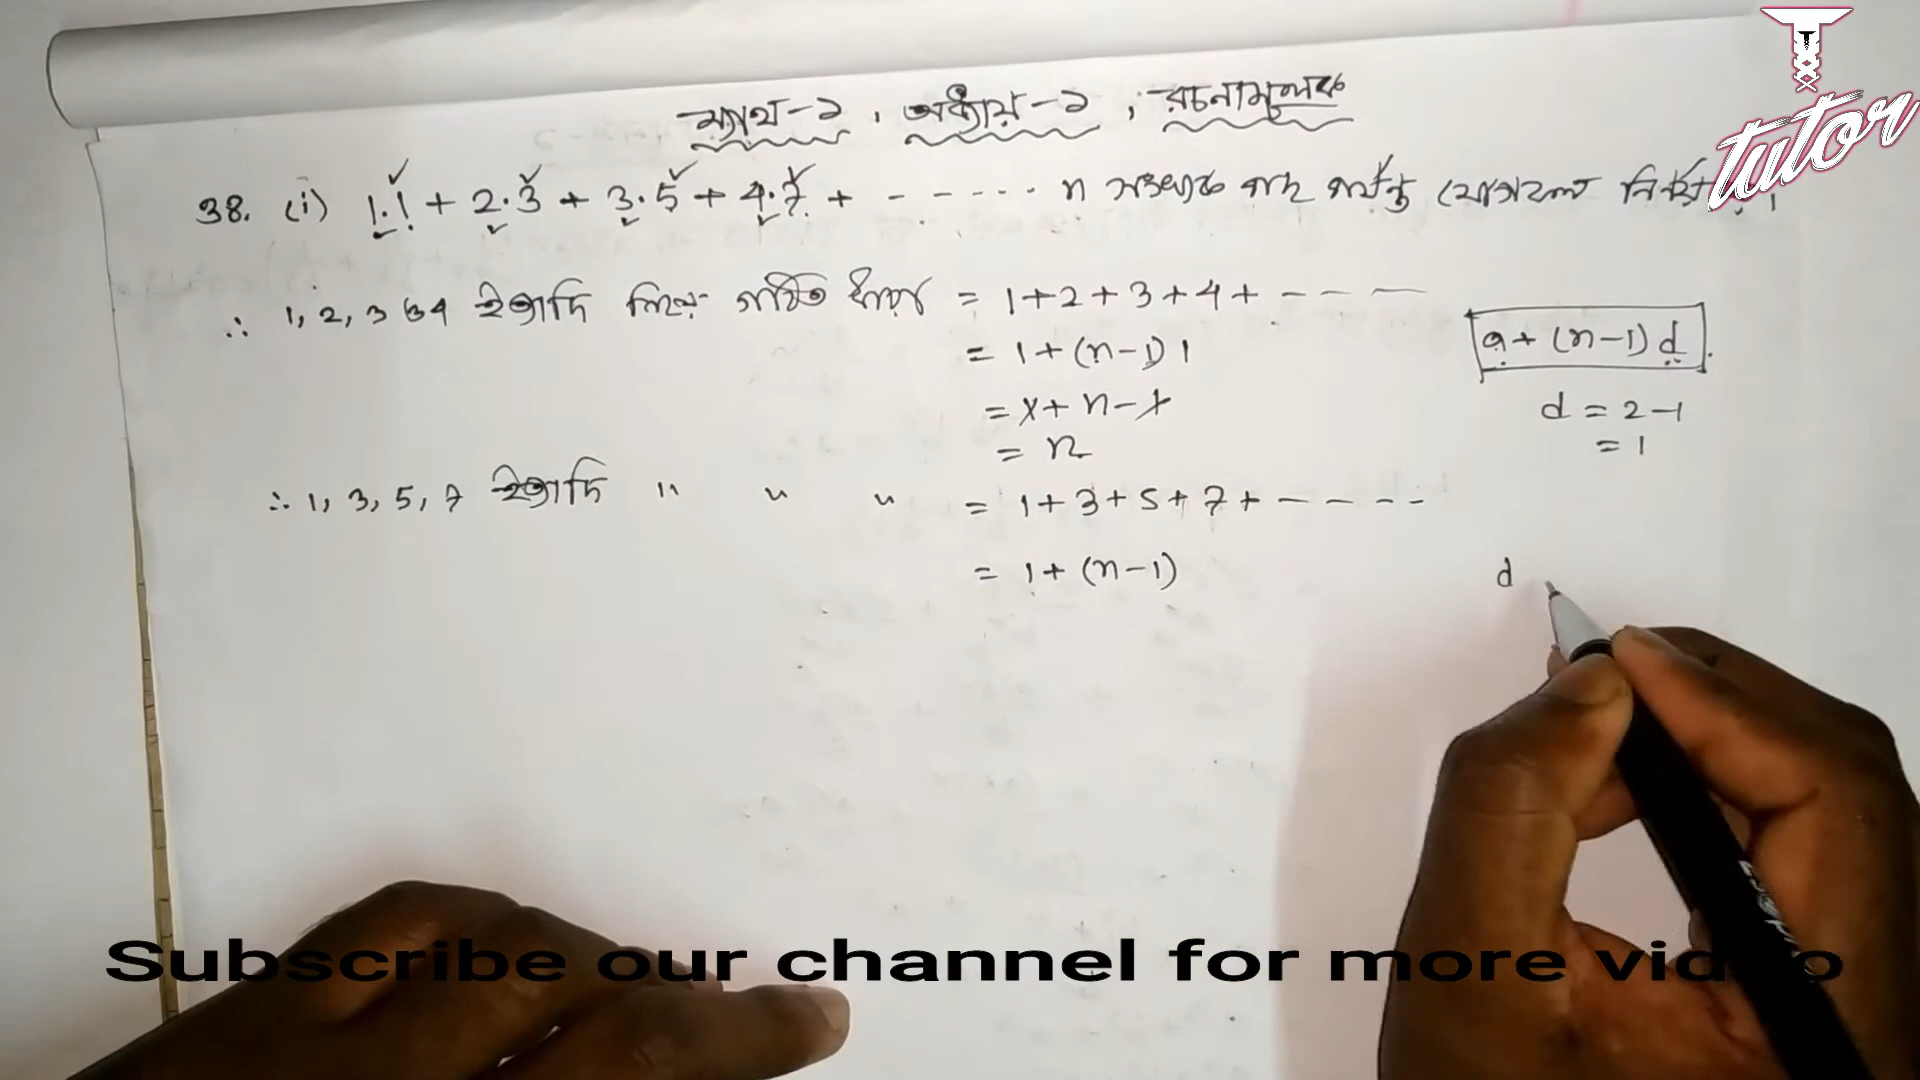 ম্যাথ-১, অধ্যায়-১, রচনামূলক
38. (i) 1.1 + 2.3 + 3.5 + 4.7 + - - - ... n সংখ্যক পদ পর্যন্ত যোগফল নির্ণয়
∴ 1, 2, 3 ও 4 ইত্যাদি নিয়ে গঠিত ধারা = 1+2+3+4+ - - -
= 1+(n-1) 1
= 1+n-1
= n
a+(n-1)d
d = 2-1
= 1
∴ 1, 3, 5, 7 ইত্যাদি " " " = 1+3+5+7+ - - - -
= 1+(n-1)
d
T
tutor
Subscribe our channel for more video